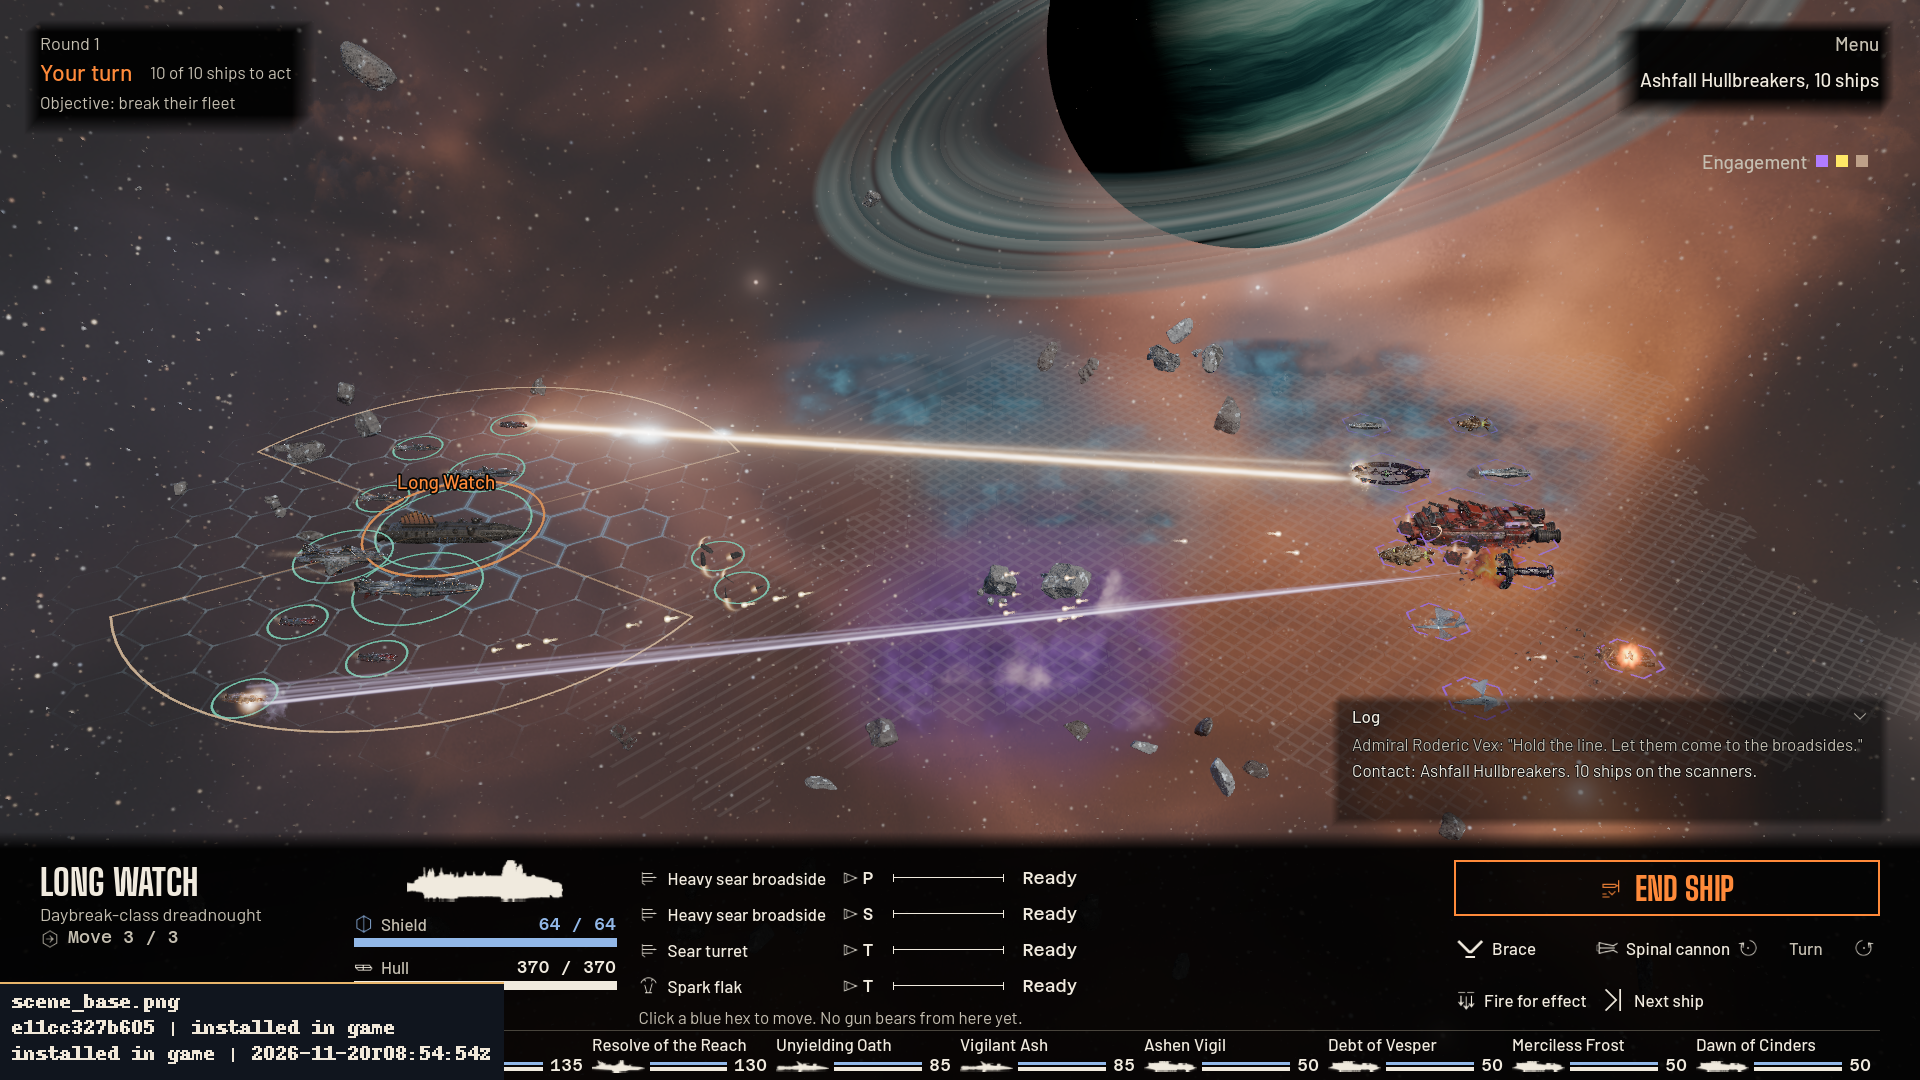 Round 1
Your turn 10 of 10 ships to act
Objective: break their fleet
Menu
Ashfall Hullbreakers, 10 ships
Engagement
Long Watch
Log
Admiral Roderic Vex: "Hold the line. Let them come to the broadsides."
Contact: Ashfall Hullbreakers. 10 ships on the scanners.
LONG WATCH
Daybreak-class dreadnought
Move 3 / 3
Shield 64 / 64
Hull 370 / 370
Heavy sear broadside P Ready
Heavy sear broadside S Ready
Sear turret T Ready
Spark flak T Ready
Click a blue hex to move. No gun bears from here yet.
END SHIP
Brace Spinal cannon Turn
Fire for effect Next ship
scene_base.png
e11cc327b605 | installed in game
installed in game | 2026-11-20T08:54:54Z
135
Resolve of the Reach 130
Unyielding Oath 85
Vigilant Ash 85
Ashen Vigil 50
Debt of Vesper 50
Merciless Frost 50
Dawn of Cinders 50